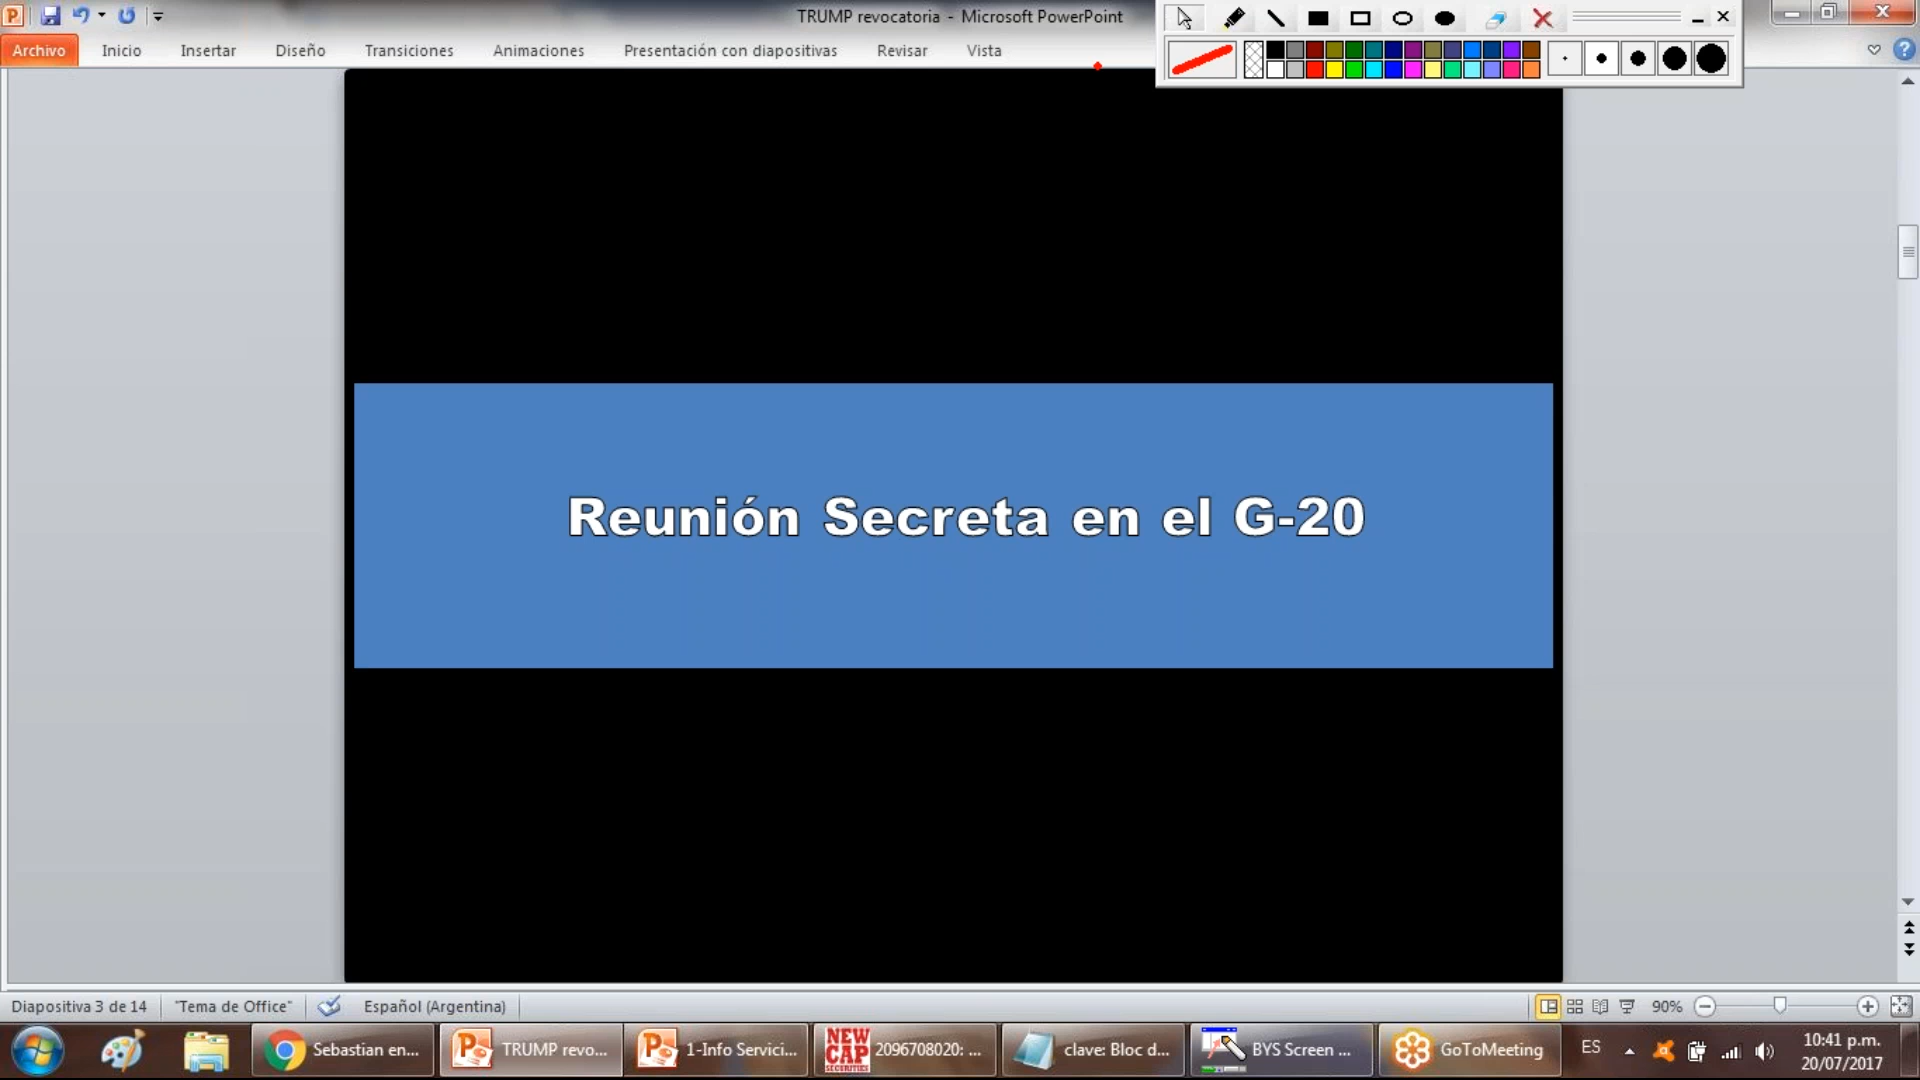 TRUMP revocatoria - Microsoft PowerPoint
Archivo Inicio Insertar Diseño Transiciones Animaciones Presentación con diapositivas Revisar Vista
Reunión Secreta en el G-20
Diapositiva 3 de 14 "Tema de Office" Español (Argentina) 90%
Sebastian en... TRUMP revo... 1-Info Servici... NEW CAP SECURITIES 2096708020: ... clave: Bloc d... BYS Screen ... GoToMeeting ES 10:41 p.m.
20/07/2017